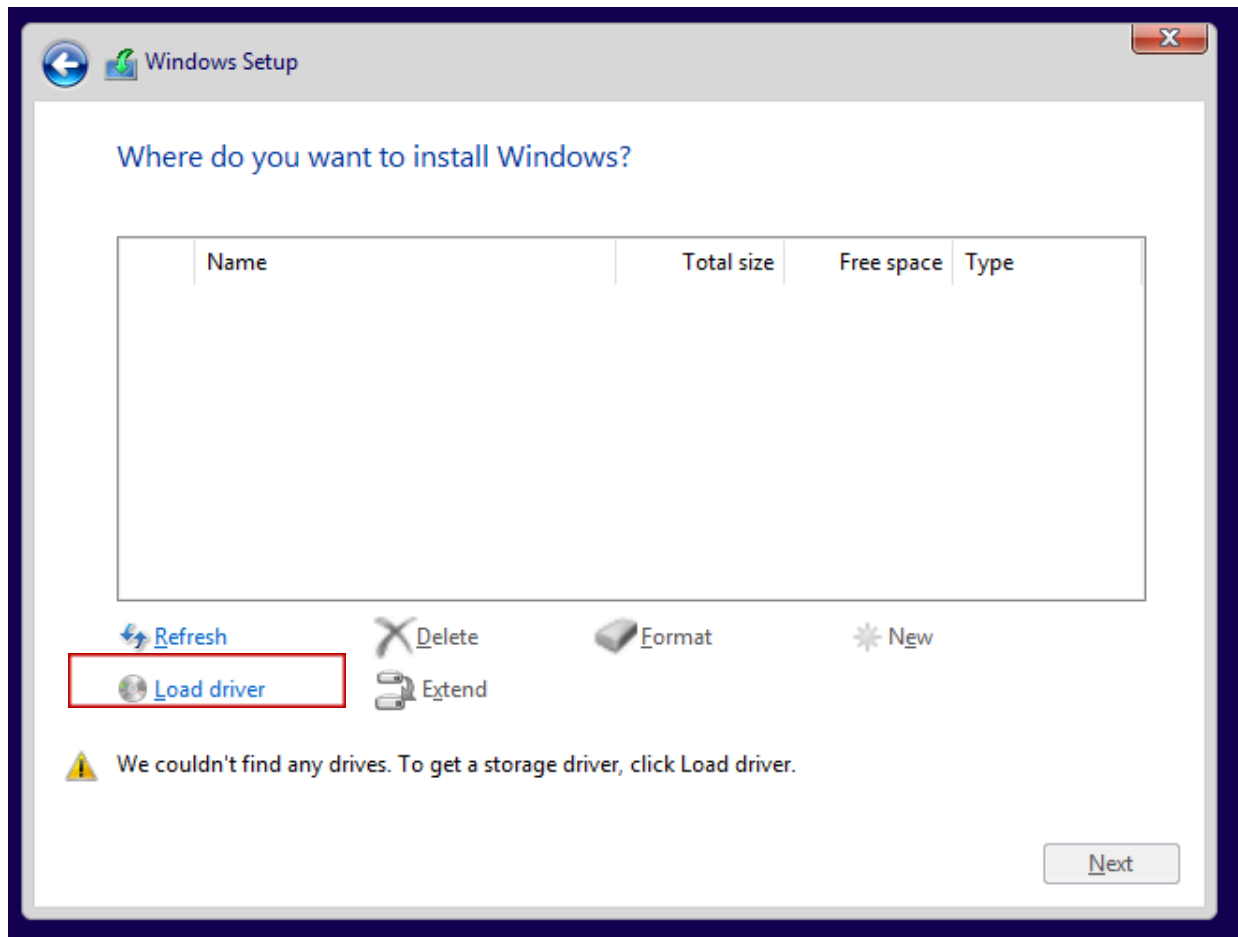 Windows Setup
Where do you want to install Windows?
Name Total size Free space Type
Refresh Delete Format New
Load driver Extend
We couldn't find any drives. To get a storage driver, click Load driver.
Next